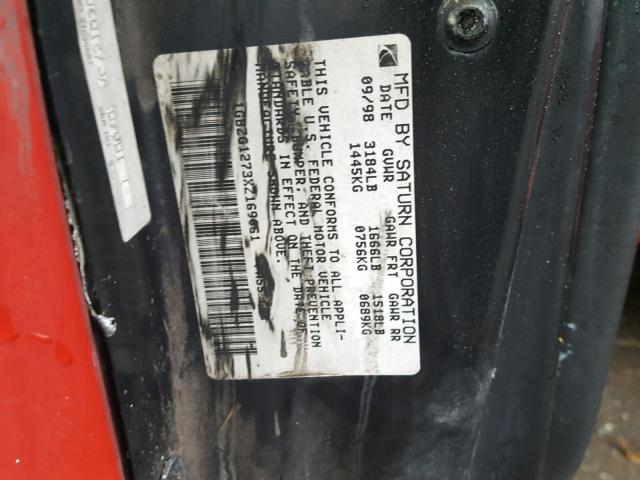 MFD BY SATURN CORPORATION
DATE GVWR GAWR FRT GAWR RR
09/98 3184LB 1666LB 1518LB
1445KG 0756KG 0689KG
THIS VEHICLE CONFORMS TO ALL APPLI-
CABLE U.S. FEDERAL MOTOR VEHICLE
SAFETY, BUMPER, AND THEFT PREVENTION
STANDARDS IN EFFECT ON THE DATE OF
MANUFACTURE SHOWN ABOVE.